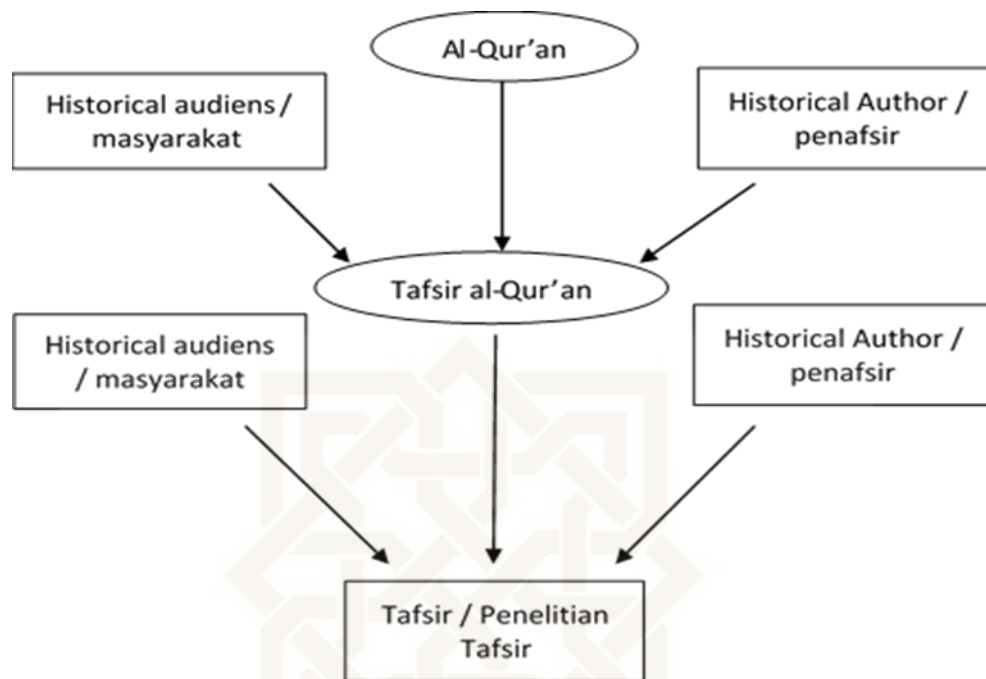 Al-Qur’an
Historical audiens /
masyarakat
Historical Author /
penafsir
Tafsir al-Qur’an
Historical audiens
/ masyarakat
Historical Author /
penafsir
Tafsir / Penelitian
Tafsir